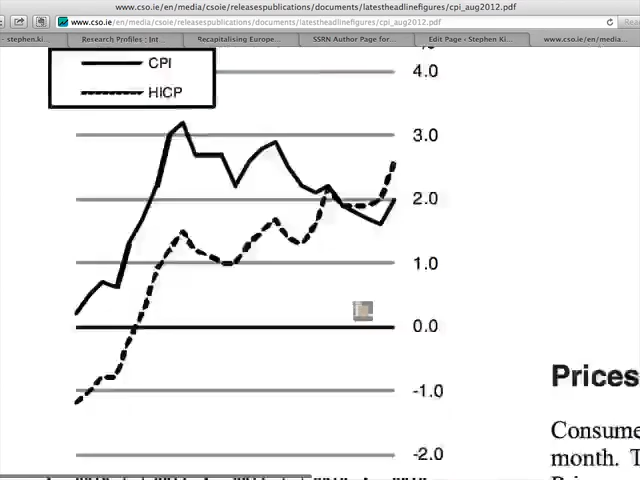 www.cso.ie/en/media/csoie/releasespublications/documents/latestheadlinefigures/cpi_aug2012.pdf
www.cso.ie/en/media/csoie/releasespublications/documents/latestheadlinefigures/cpi_aug2012.pdf
stephen.ki...
Research Profiles : Int...
Recapitalising Europe...
SSRN Author Page for...
Edit Page ‹ Stephen Ki...
www.cso.ie/en/media/c...
CPI
HICP
4.0
3.0
2.0
1.0
0.0
-1.0
-2.0
Prices
Consume
month. T